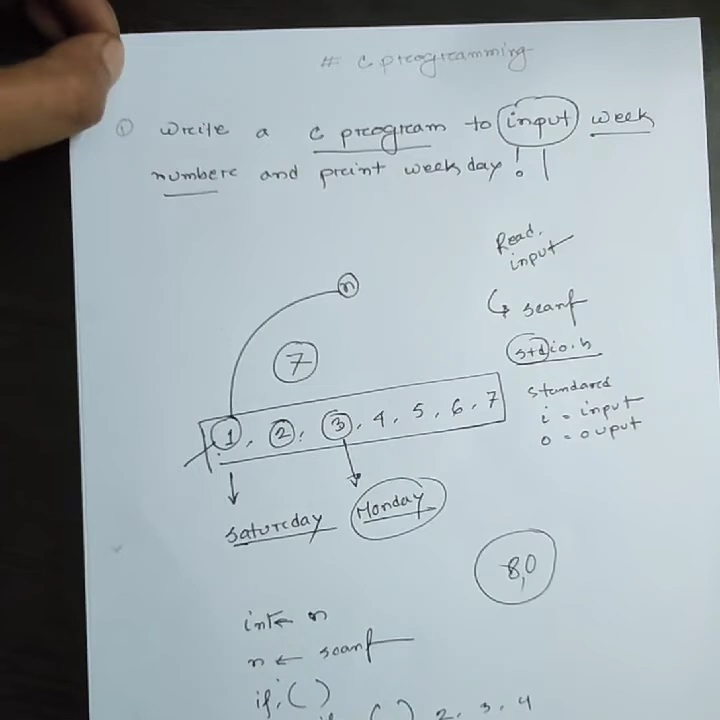 # C programming
① Write a C program to input week
number and print week day!
Read.
input
n
↳ scanf
7
stdio.h
1, 2, 3, 4, 5, 6, 7
standard
i = input
o = ouput
Saturday Monday
8,0
int ← n
n ← scanf
if ( )
( ) 2, 3, 4